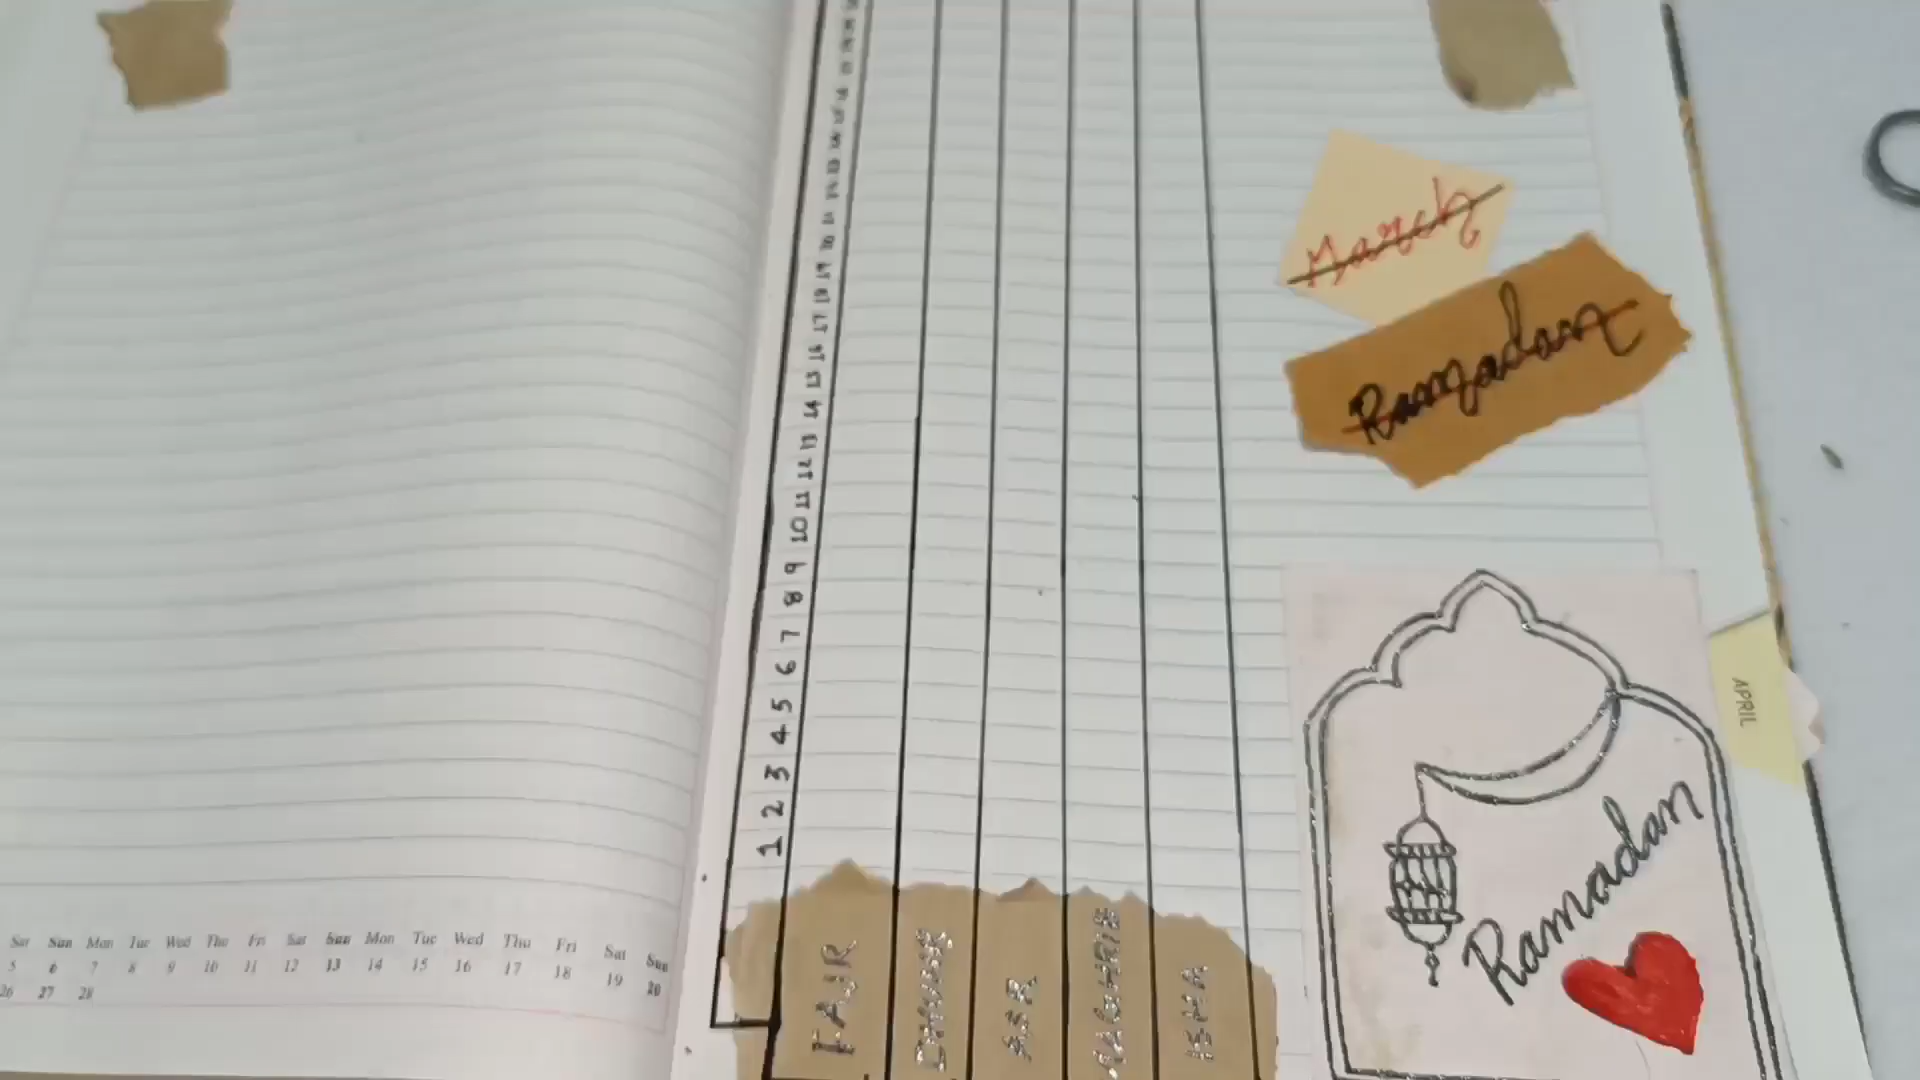 March
Ramadan
APRIL
Ramadan
1 2 3 4 5 6 7 8 9 10 11 12 13 14 15 16 17 18 19 20
FAJR
DHUHR
ASR
MAGHRIB
ISHA
Sat Sun Mon Tue Wed Thu Fri Sat Sun Mon Tue Wed Thu Fri Sat Sun
5 6 7 8 9 10 11 12 13 14 15 16 17 18 19 20
26 27 28